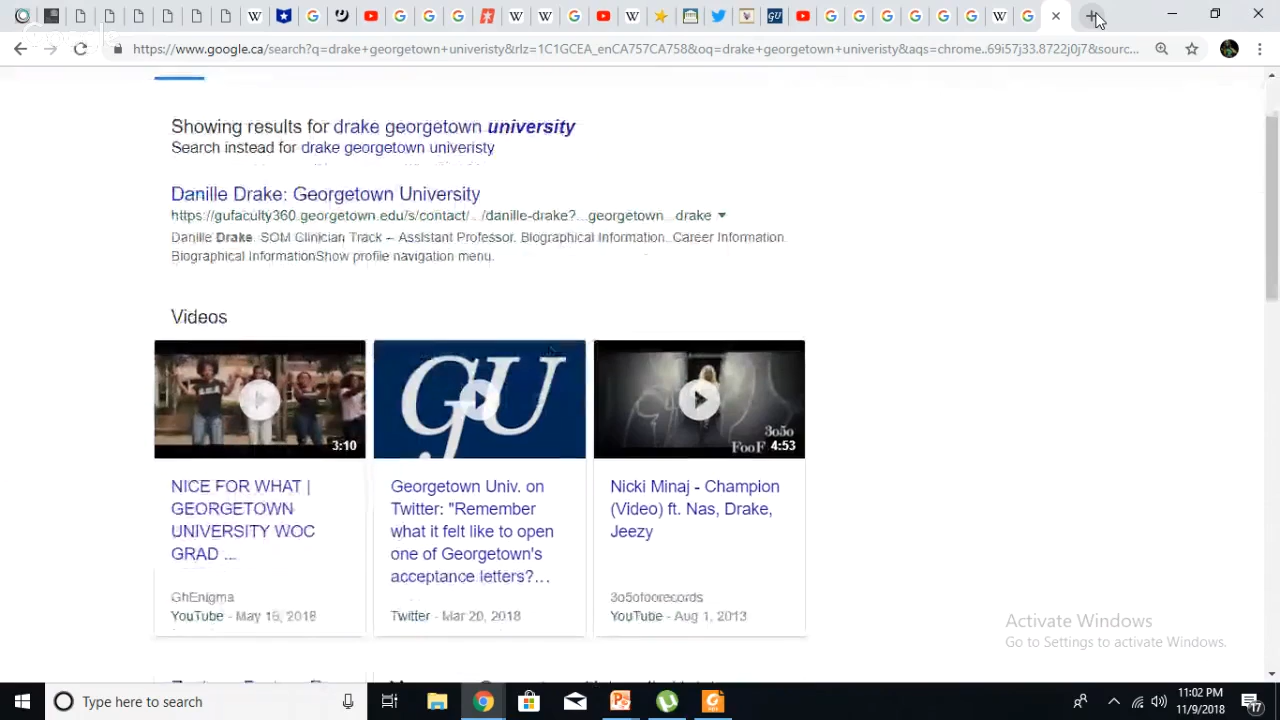 https://www.google.ca/search?q=drake+georgetown+univeristy&rlz=1C1GCEA_enCA757CA758&oq=drake+georgetown+univeristy&aqs=chrome..69i57j33.8722j0j7&sourc...
Showing results for drake georgetown university
Search instead for drake georgetown univeristy
Danille Drake: Georgetown University
https://gufaculty360.georgetown.edu/s/contact/.../danille-drake?...georgetown...drake
Danille Drake. SOM Clinician Track – Assistant Professor. Biographical Information. Career Information.
Biographical InformationShow profile navigation menu.
Videos
3:10
GU
3o5o
FooF 4:53
NICE FOR WHAT |
GEORGETOWN
UNIVERSITY WOC
GRAD ...
GhEnigma
YouTube - May 16, 2018
Georgetown Univ. on
Twitter: "Remember
what it felt like to open
one of Georgetown's
acceptance letters?...
Twitter - Mar 20, 2018
Nicki Minaj - Champion
(Video) ft. Nas, Drake,
Jeezy
3o5ofoorecords
YouTube - Aug 1, 2013
Activate Windows
Go to Settings to activate Windows.
Type here to search
11:02 PM
11/9/2018
17